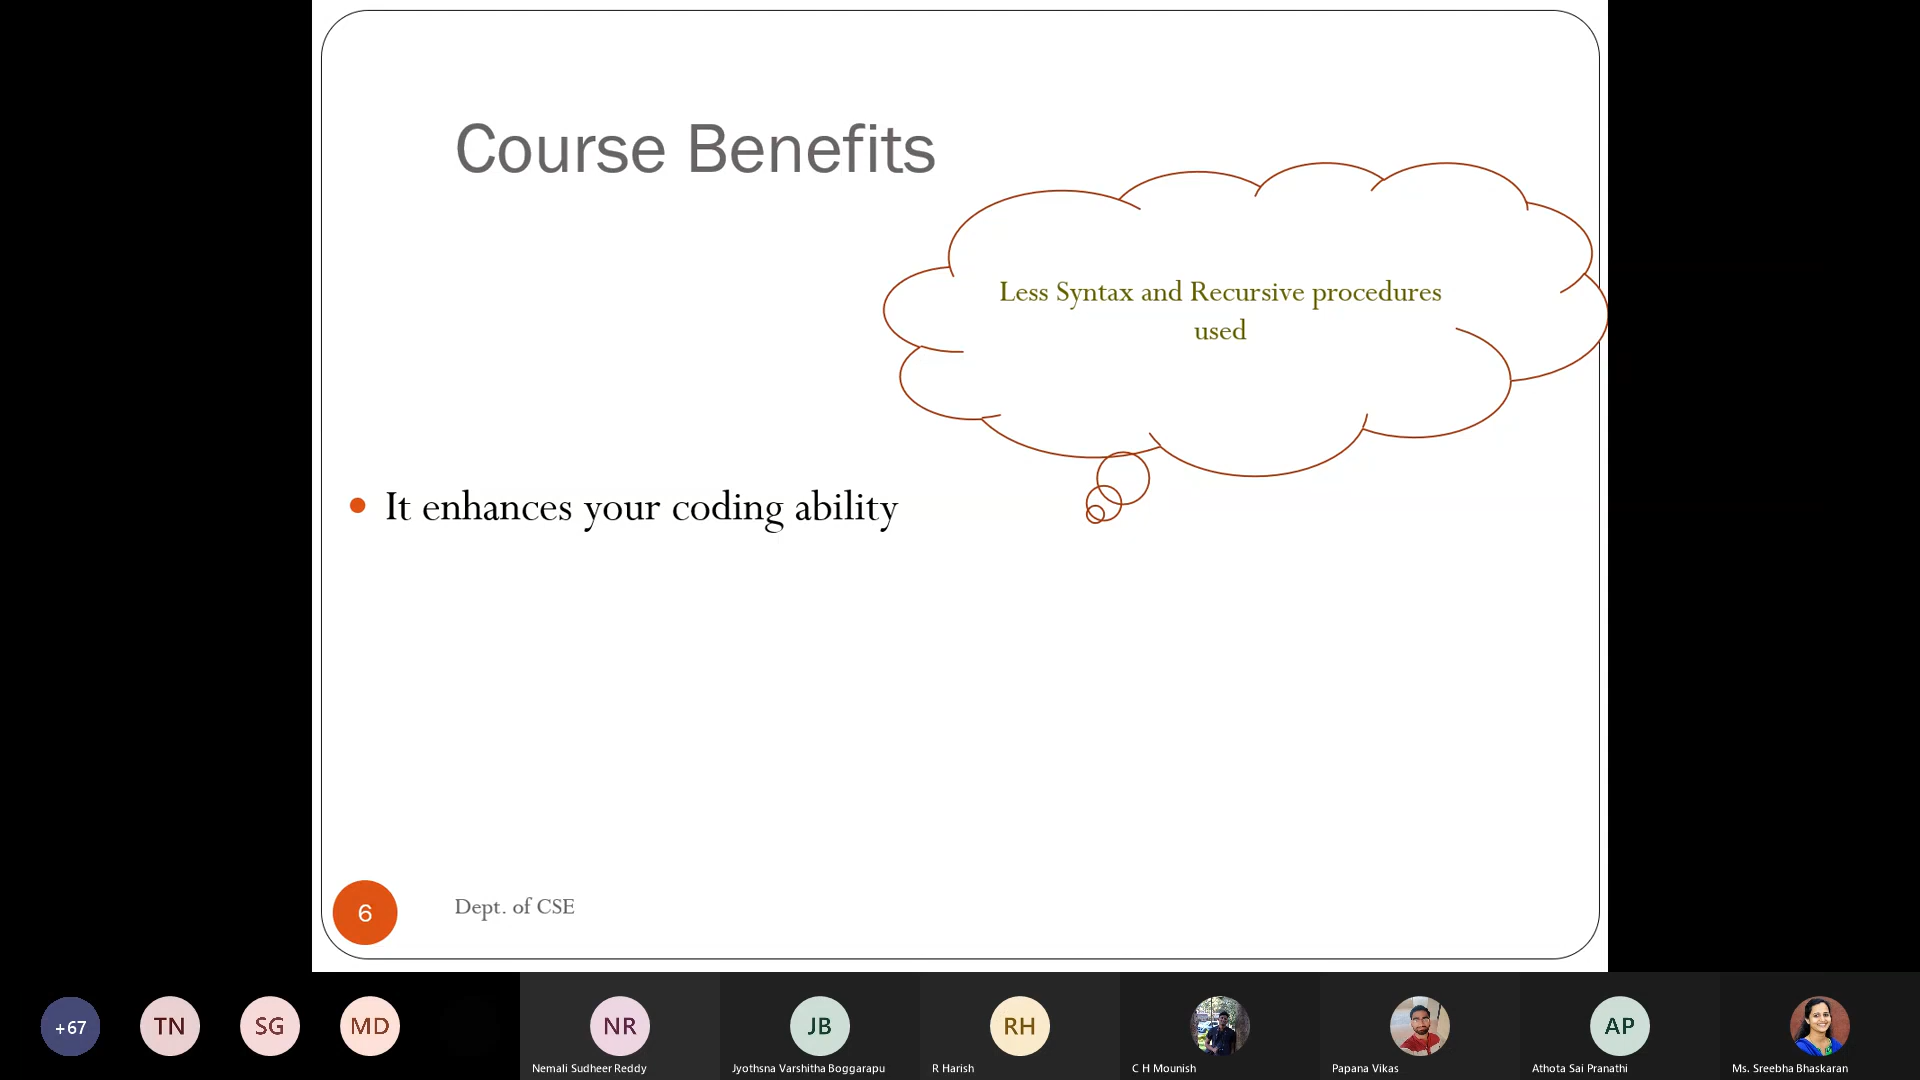 Course Benefits
Less Syntax and Recursive procedures
used
It enhances your coding ability
6
Dept. of CSE
+67
TN
SG
MD
NR
JB
RH
AP
Nemali Sudheer Reddy
Jyothsna Varshitha Boggarapu
R Harish
C H Mounish
Papana Vikas
Athota Sai Pranathi
Ms. Sreebha Bhaskaran